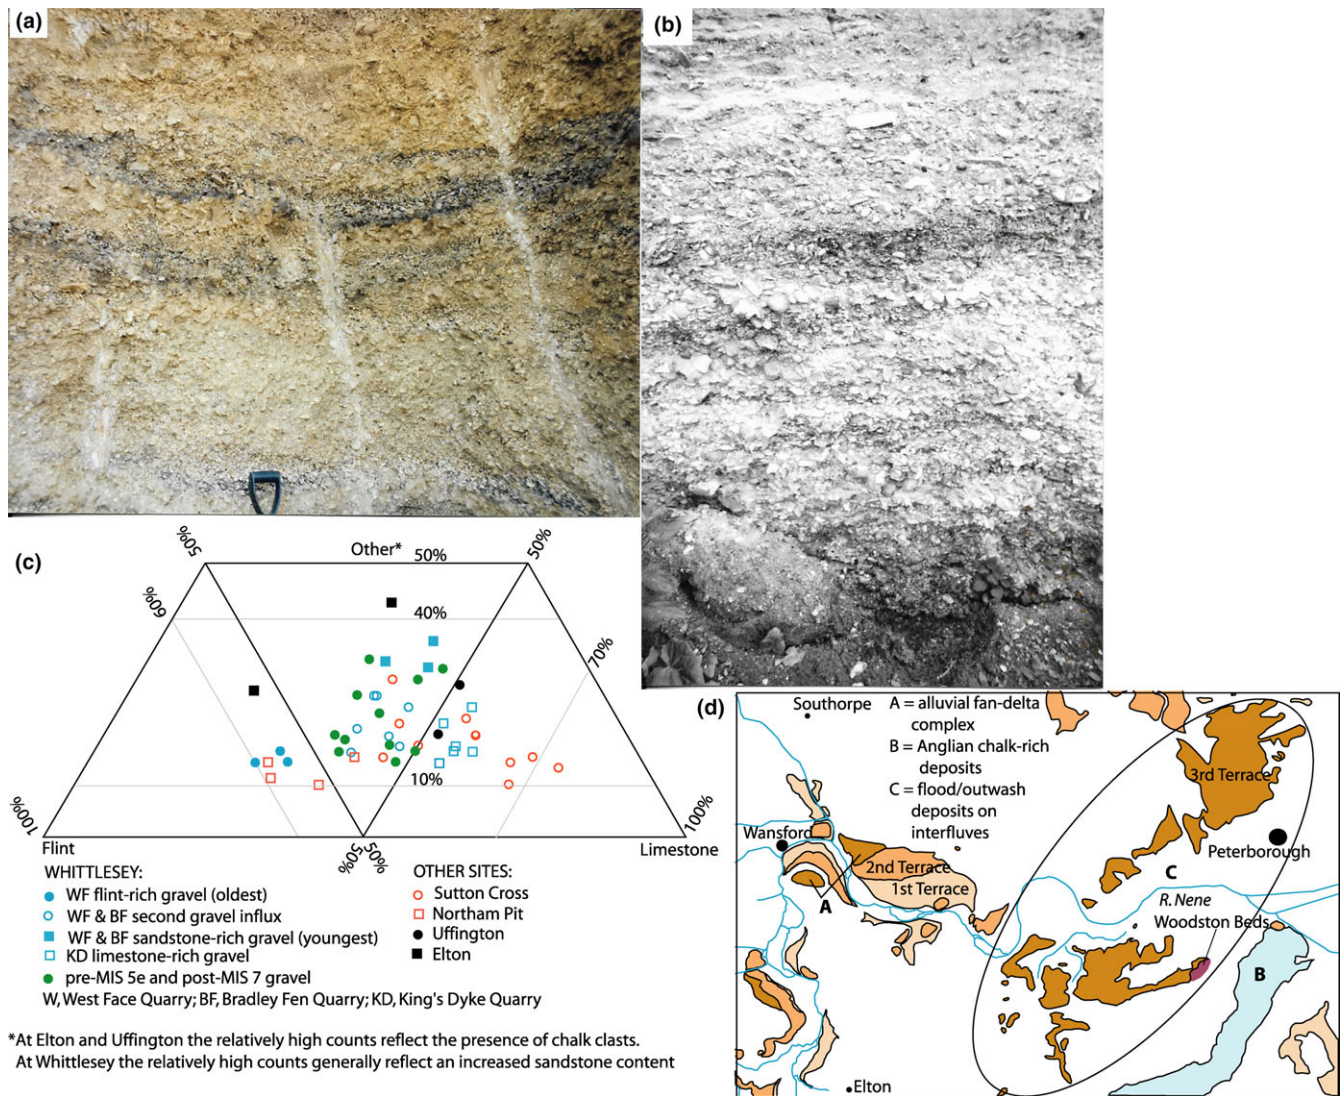 (a)
(b)
(c)
50%
Other*
50%
50%
60%
40%
70%
10%
100%
100%
Flint
50%
50%
Limestone
WHITTLESEY:
WF flint-rich gravel (oldest)
WF & BF second gravel influx
WF & BF sandstone-rich gravel (youngest)
KD limestone-rich gravel
pre-MIS 5e and post-MIS 7 gravel
W, West Face Quarry; BF, Bradley Fen Quarry; KD, King's Dyke Quarry
OTHER SITES:
Sutton Cross
Northam Pit
Uffington
Elton
*At Elton and Uffington the relatively high counts reflect the presence of chalk clasts.
At Whittlesey the relatively high counts generally reflect an increased sandstone content
(d)
Southorpe
A = alluvial fan-delta
complex
B = Anglian chalk-rich
deposits
C = flood/outwash
deposits on
interfluves
3rd Terrace
Wansford
Peterborough
2nd Terrace
1st Terrace
C
A
R. Nene
Woodston Beds
B
Elton